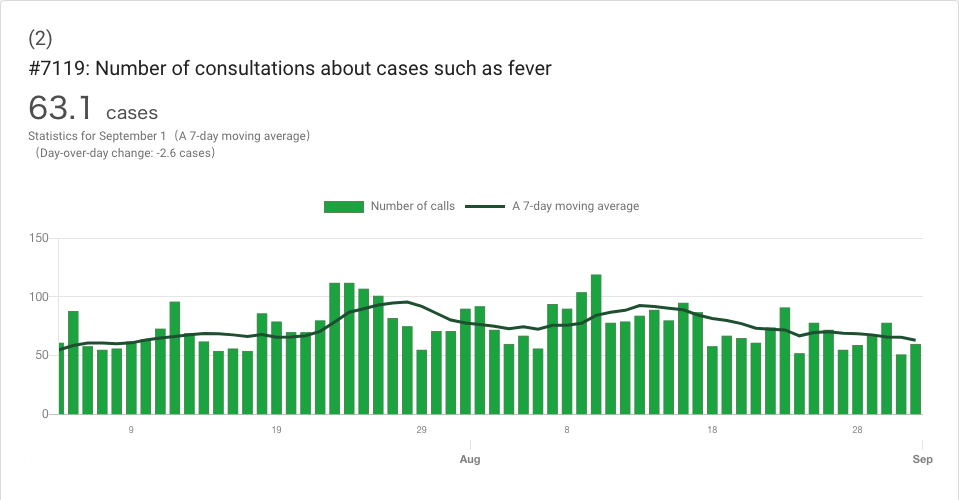 (2)
#7119: Number of consultations about cases such as fever
63.1 cases
Statistics for September 1（A 7-day moving average）
（Day-over-day change: -2.6 cases）
Number of calls A 7-day moving average
150
100
50
0
9 19 29 8 18 28
Aug Sep